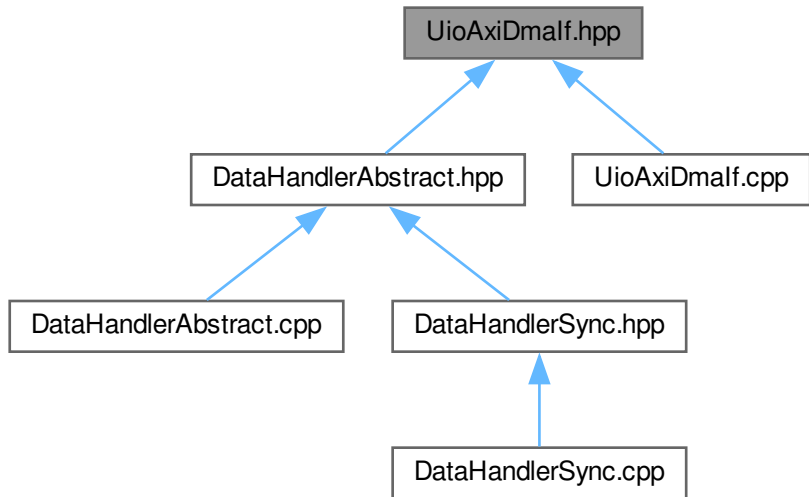 UioAxiDmaIf.hpp
DataHandlerAbstract.hpp
UioAxiDmaIf.cpp
DataHandlerAbstract.cpp
DataHandlerSync.hpp
DataHandlerSync.cpp